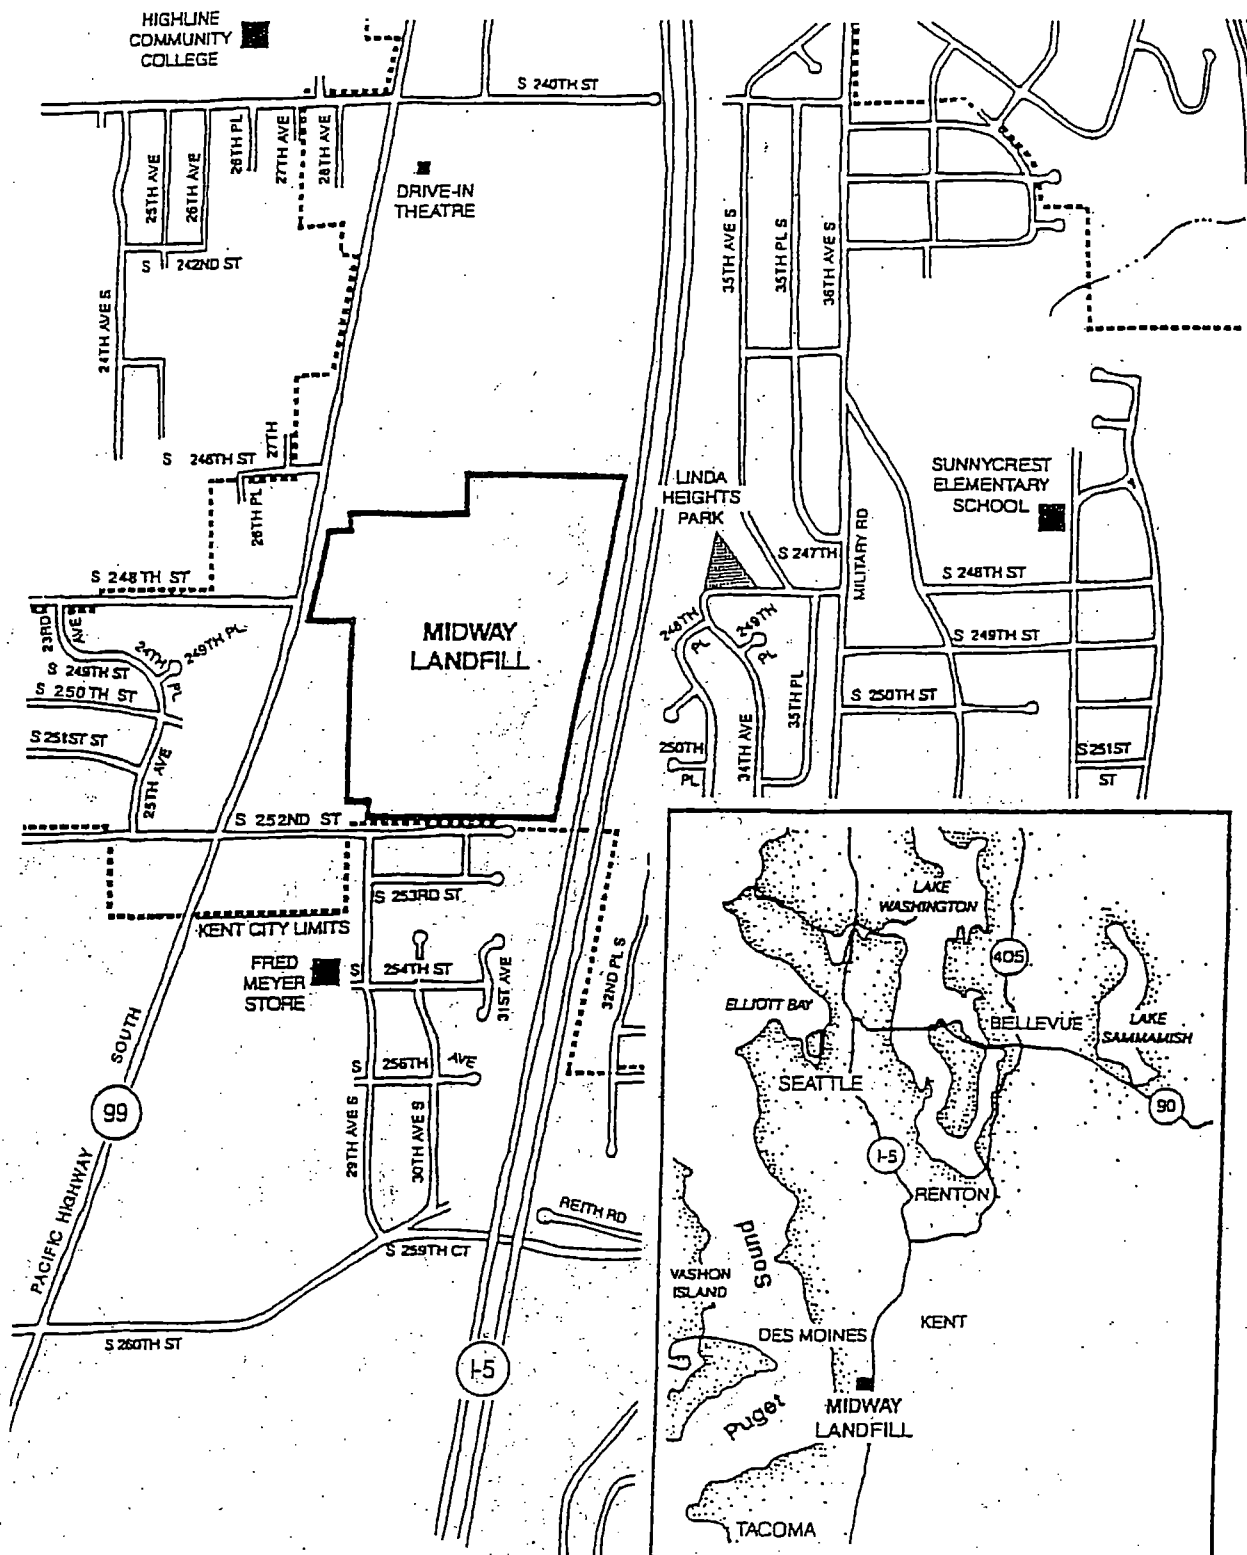 HIGHLINE
COMMUNITY
COLLEGE
S 240TH ST
25TH AVE
26TH AVE
26TH PL
27TH AVE
28TH AVE
DRIVE-IN
THEATRE
S 242ND ST
24TH AVE S
35TH AVE S
35TH PL S
36TH AVE S
S 246TH ST
27TH
26TH PL
LINDA
HEIGHTS
PARK
SUNNYCREST
ELEMENTARY
SCHOOL
S 247TH
MILITARY RD
S 248TH ST
S 248TH ST
23RD
AVE
24TH
PL
249TH PL
S 249TH ST
S 250TH ST
S 251ST ST
25TH AVE
MIDWAY
LANDFILL
248TH
PL
249TH
PL
S 249TH ST
35TH PL
34TH AVE
250TH
PL
S 250TH ST
S 251ST
ST
S 252ND ST
S 253RD ST
KENT CITY LIMITS
FRED
MEYER
STORE
S 254TH ST
31ST AVE
32ND PL S
S 256TH AVE
29TH AVE S
30TH AVE S
SOUTH
99
PACIFIC HIGHWAY
REITH RD
S 259TH CT
S 260TH ST
I-5
LAKE
WASHINGTON
405
ELLIOTT BAY
BELLEVUE
LAKE
SAMMAMISH
SEATTLE
90
I-5
RENTON
Sound
VASHON
ISLAND
KENT
DES MOINES
MIDWAY
LANDFILL
Puget
TACOMA